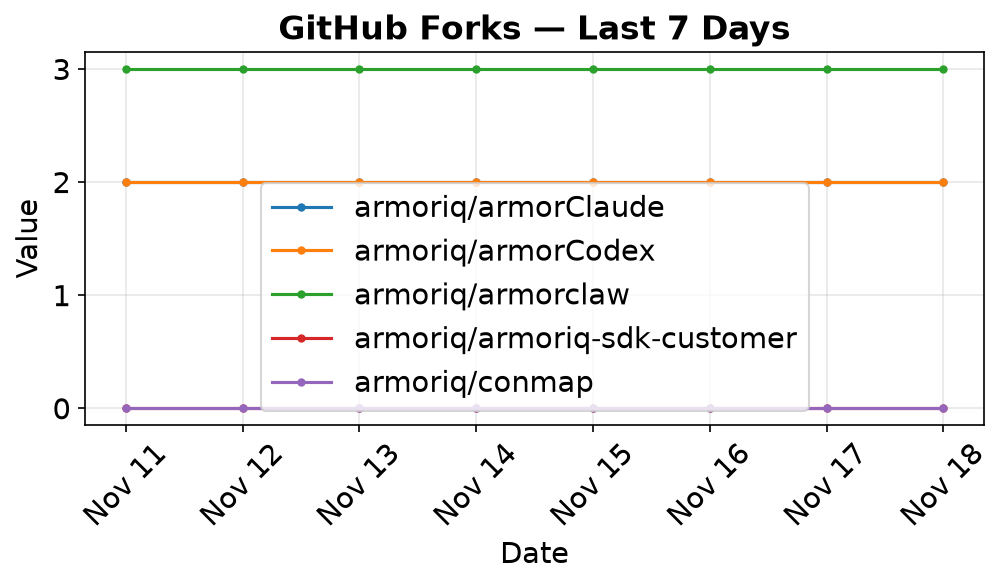 GitHub Forks — Last 7 Days
Value
3
2
1
0
armoriq/armorClaude
armoriq/armorCodex
armoriq/armorclaw
armoriq/armoriq-sdk-customer
armoriq/conmap
Nov 11
Nov 12
Nov 13
Nov 14
Nov 15
Nov 16
Nov 17
Nov 18
Date